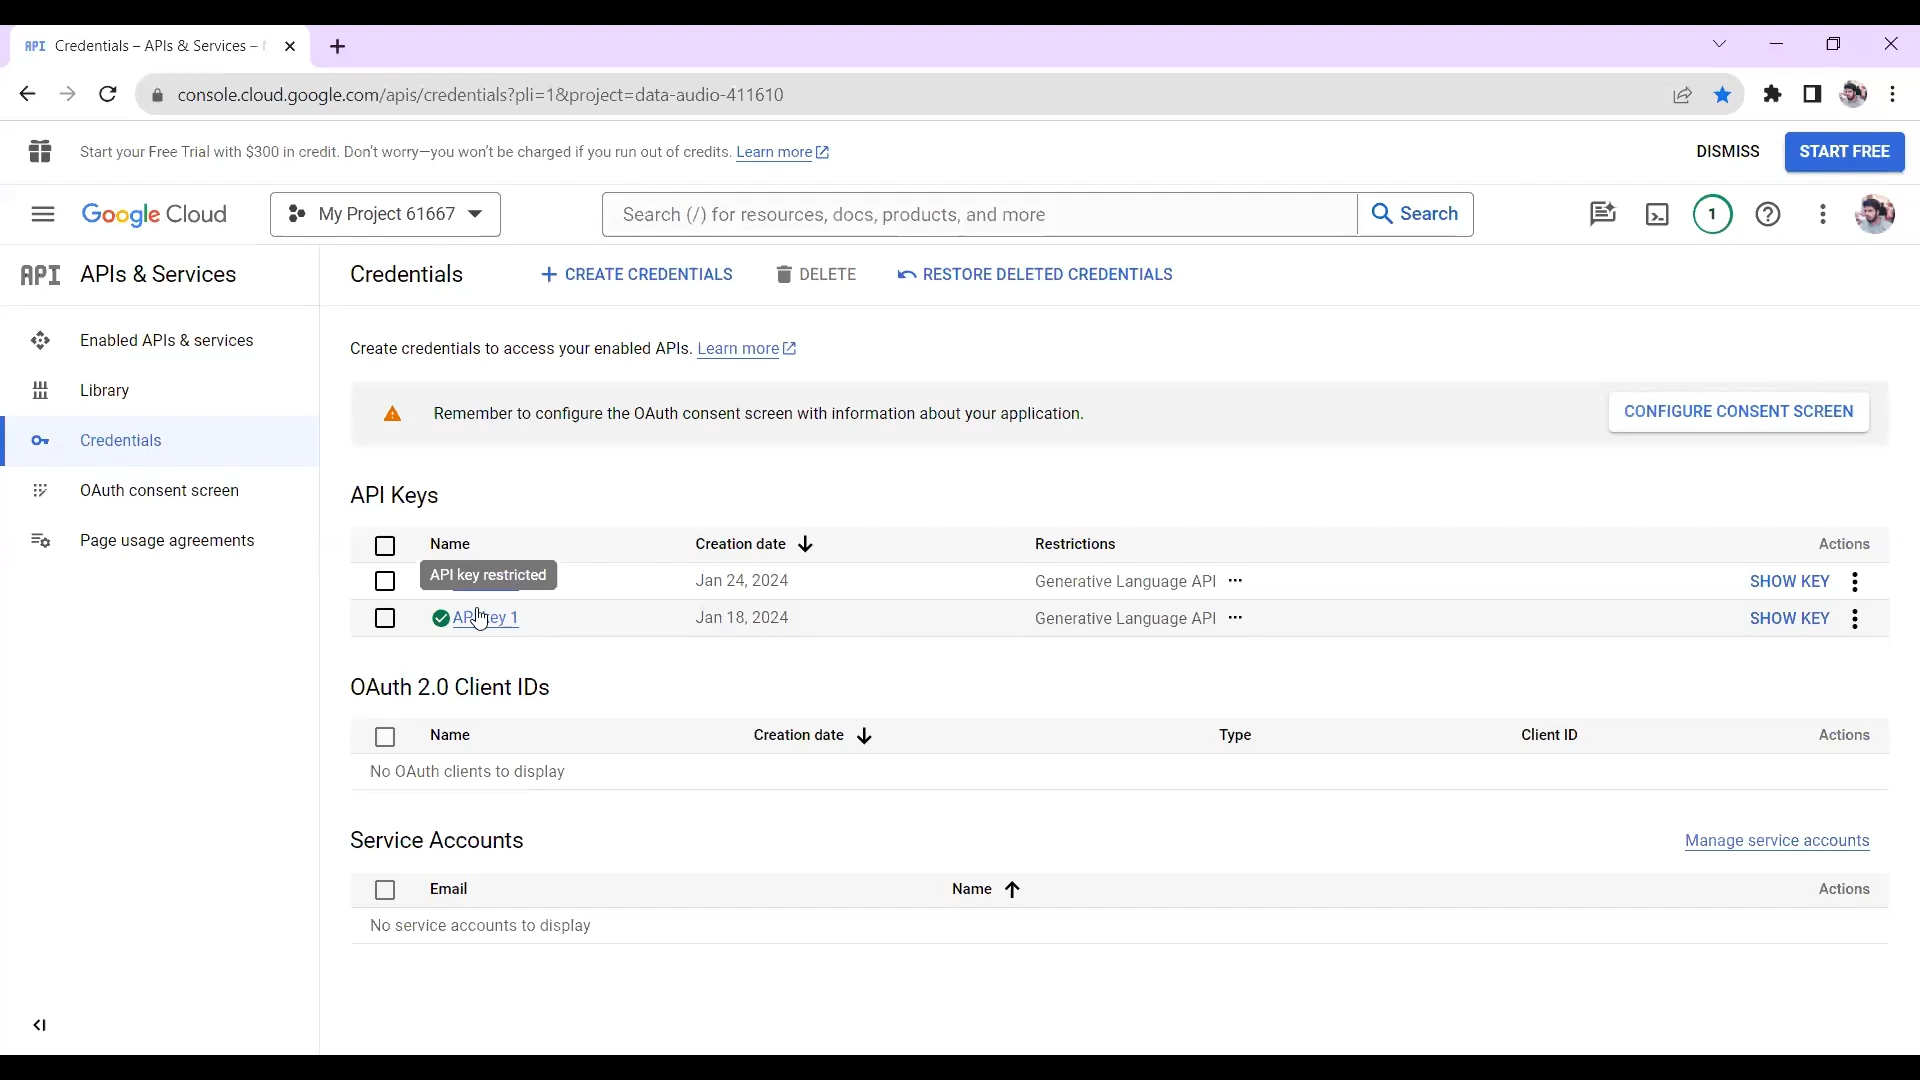 API Credentials – APIs & Services –
console.cloud.google.com/apis/credentials?pli=1&project=data-audio-411610
Start your Free Trial with $300 in credit. Don't worry—you won't be charged if you run out of credits. Learn more
DISMISS
START FREE
Google Cloud
My Project 61667
Search (/) for resources, docs, products, and more
Search
1
API APIs & Services
Credentials
CREATE CREDENTIALS
DELETE
RESTORE DELETED CREDENTIALS
Enabled APIs & services
Library
Credentials
OAuth consent screen
Page usage agreements
Create credentials to access your enabled APIs. Learn more
Remember to configure the OAuth consent screen with information about your application.
CONFIGURE CONSENT SCREEN
API Keys
Name Creation date Restrictions Actions
API key restricted
Jan 24, 2024 Generative Language API SHOW KEY
key 1 Jan 18, 2024 Generative Language API SHOW KEY
OAuth 2.0 Client IDs
Name Creation date Type Client ID Actions
No OAuth clients to display
Service Accounts
Manage service accounts
Email Name Actions
No service accounts to display